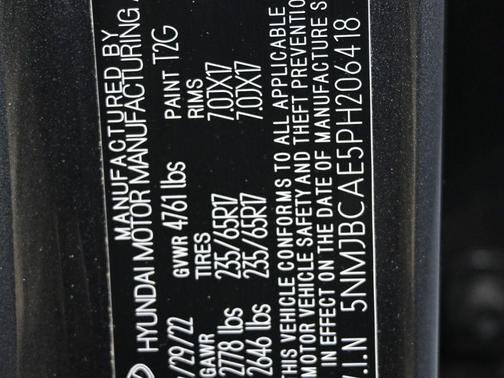 MANUFACTURED BY
HYUNDAI MOTOR MANUFACTURING
/29/22 GVWR 4761 lbs PAINT T2G
GAWR TIRES RIMS
2778 lbs 235/65R17 7.0JX17
2646 lbs 235/65R17 7.0JX17
THIS VEHICLE CONFORMS TO ALL APPLICABLE
MOTOR VEHICLE SAFETY AND THEFT PREVENTIO
IN EFFECT ON THE DATE OF MANUFACTURE S
V.I.N 5NMJBCAE5PH206418